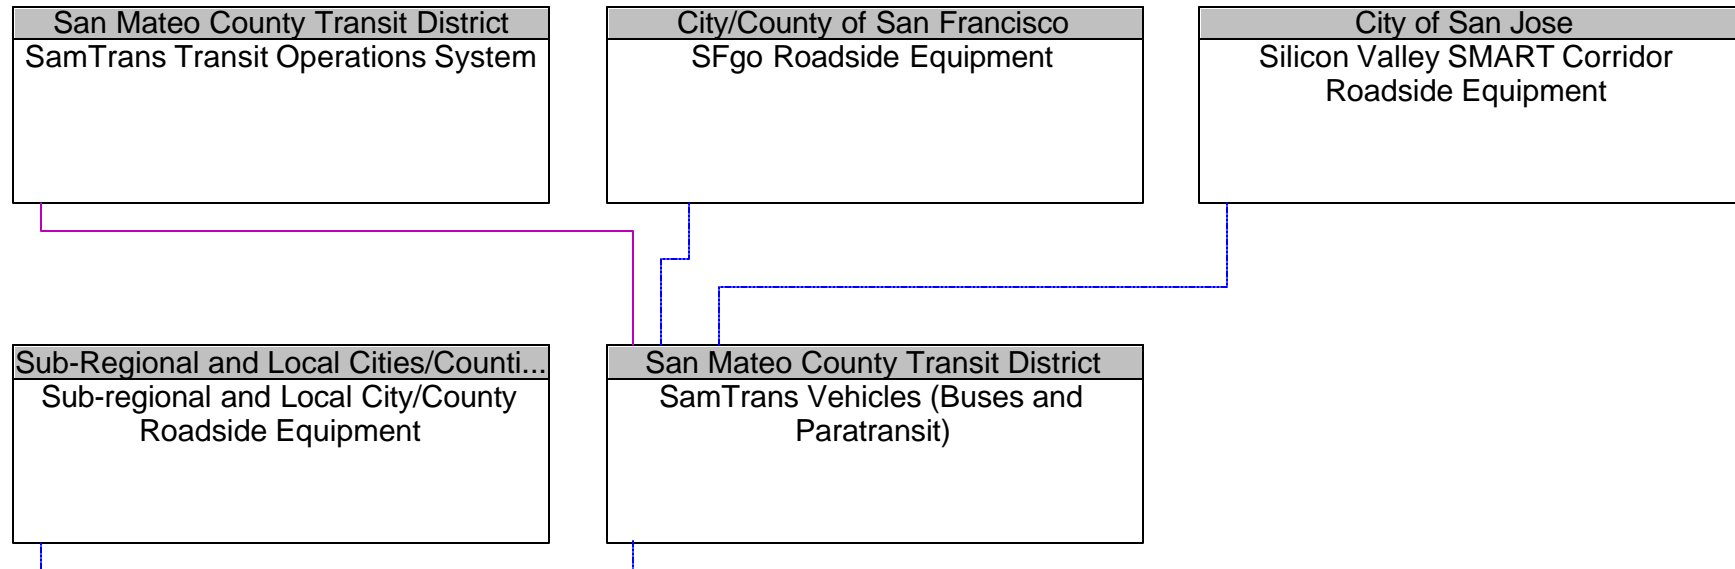 San Mateo County Transit District
SamTrans Transit Operations System
City/County of San Francisco
SFgo Roadside Equipment
City of San Jose
Silicon Valley SMART Corridor
Roadside Equipment
Sub-Regional and Local Cities/Counti...
Sub-regional and Local City/County
Roadside Equipment
San Mateo County Transit District
SamTrans Vehicles (Buses and
Paratransit)